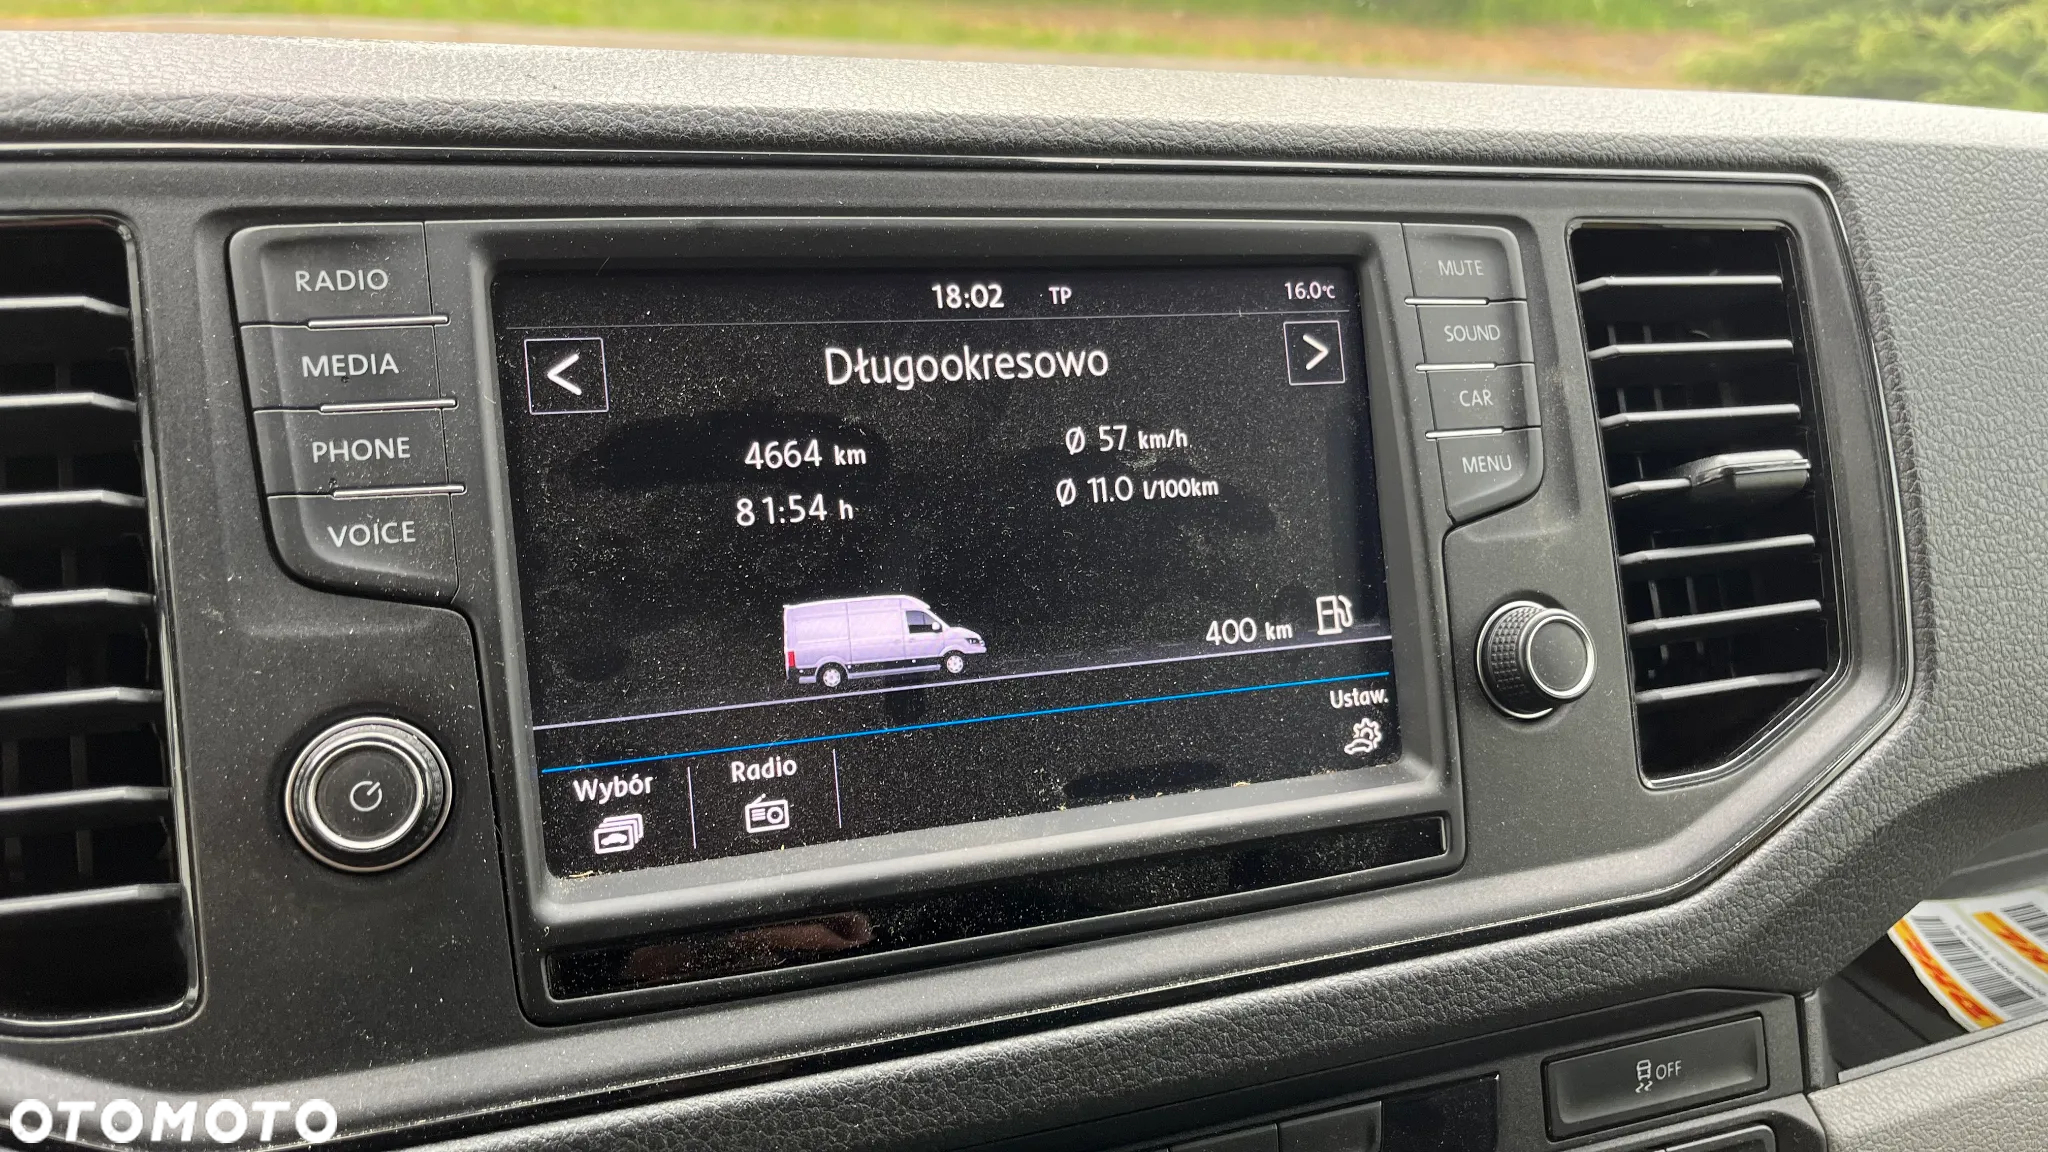 RADIO
MEDIA
PHONE
VOICE
18:02 TP 16.0°C
< Długookresowo >
4664 km Ø 57 km/h
81:54 h Ø 11.0 l/100km
400 km
Ustaw.
Wybór Radio
MUTE
SOUND
CAR
MENU
OFF
OTOMOTO